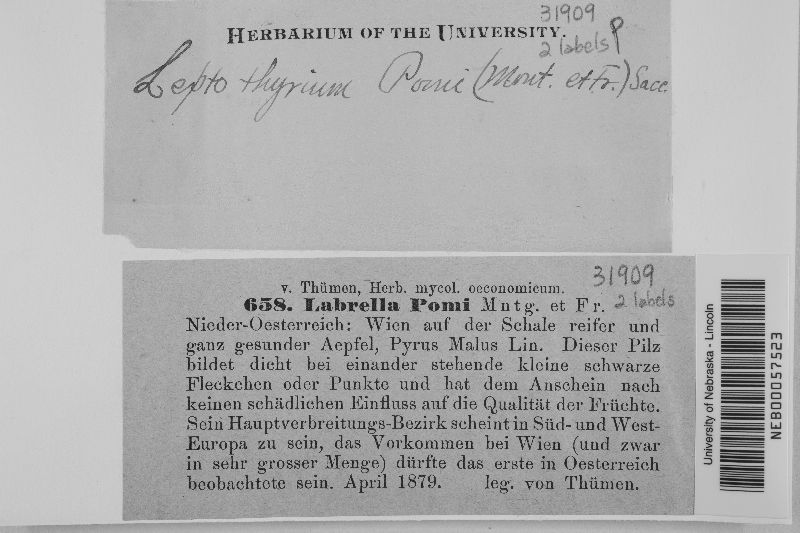 31909
HERBARIUM OF THE UNIVERSITY.
2 labels
Leptothyrium Pomi (Mont. et Fr.) Sacc.
31909
v. Thümen, Herb. mycol. oeconomicum.
658. Labrella Pomi Mntg. et Fr.
2 labels
Nieder-Oesterreich: Wien auf der Schale reifer und
ganz gesunder Aepfel, Pyrus Malus Lin. Dieser Pilz
bildet dicht bei einander stehende kleine schwarze
Fleckchen oder Punkte und hat dem Anschein nach
keinen schädlichen Einfluss auf die Qualität der Früchte.
Sein Hauptverbreitungs-Bezirk scheint in Süd- und West-
Europa zu sein, das Vorkommen bei Wien (und zwar
in sehr grosser Menge) dürfte das erste in Oesterreich
beobachtete sein. April 1879. leg. von Thümen.
University of Nebraska - Lincoln
NEB00057523